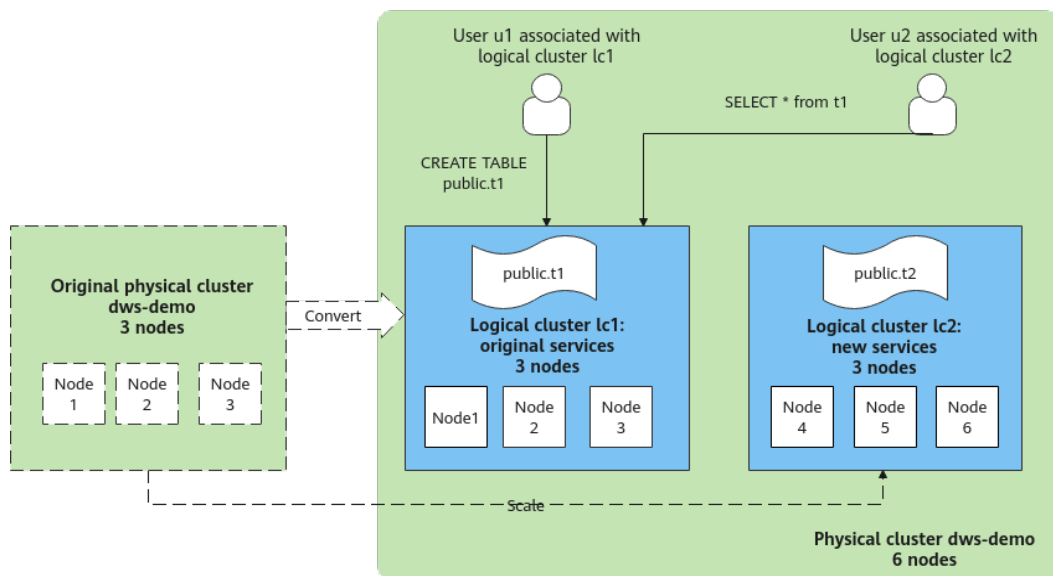 User u1 associated with
logical cluster lc1
User u2 associated with
logical cluster lc2
SELECT * from t1
CREATE TABLE
public.t1
Original physical cluster
dws-demo
3 nodes
Node
1
Node
2
Node
3
Convert
public.t1
Logical cluster lc1:
original services
3 nodes
Node1
Node
2
Node
3
public.t2
Logical cluster lc2:
new services
3 nodes
Node
4
Node
5
Node
6
Scale
Physical cluster dws-demo
6 nodes